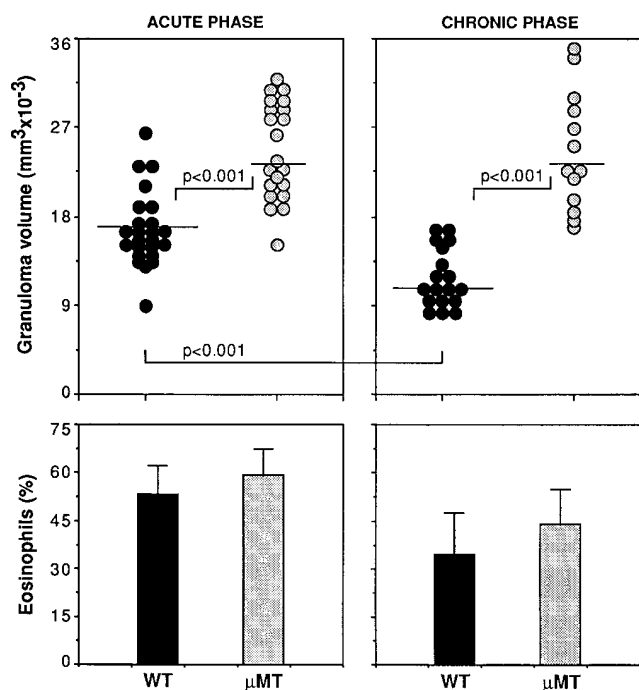 ACUTE PHASE
CHRONIC PHASE
Granuloma volume (mm³x10⁻³)
36
27
18
9
0
p<0.001
p<0.001
p<0.001
Eosinophils (%)
75
60
45
30
15
0
WT
μMT
WT
μMT